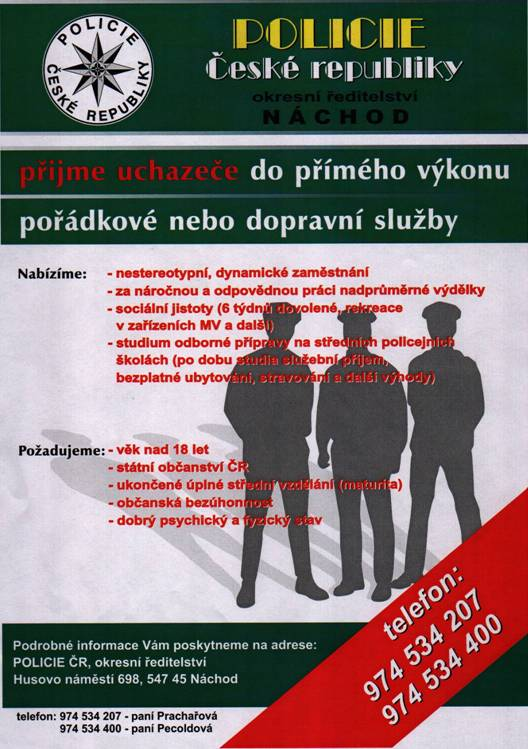 POLICIE
ČESKÉ REPUBLIKY
POLICIE
České republiky
okresní ředitelství
NÁCHOD
přijme uchazeče do přímého výkonu
pořádkové nebo dopravní služby
Nabízíme: - nestereotypní, dynamické zaměstnání
- za náročnou a odpovědnou práci nadprůměrné výdělky
- sociální jistoty (6 týdnů dovolené, rekreace
v zařízeních MV a další)
- studium odborné přípravy na středních policejních
školách (po dobu studia služební příjem,
bezplatné ubytování, stravování a další výhody)
Požadujeme: - věk nad 18 let
- státní občanství ČR
- ukončené úplné střední vzdělání (maturita)
- občanská bezúhonnost
- dobrý psychický a fyzický stav
telefon:
974 534 207
974 534 400
Podrobné informace Vám poskytneme na adrese:
POLICIE ČR, okresní ředitelství
Husovo náměstí 698, 547 45 Náchod
telefon: 974 534 207 - paní Prachařová
974 534 400 - paní Pecoldová